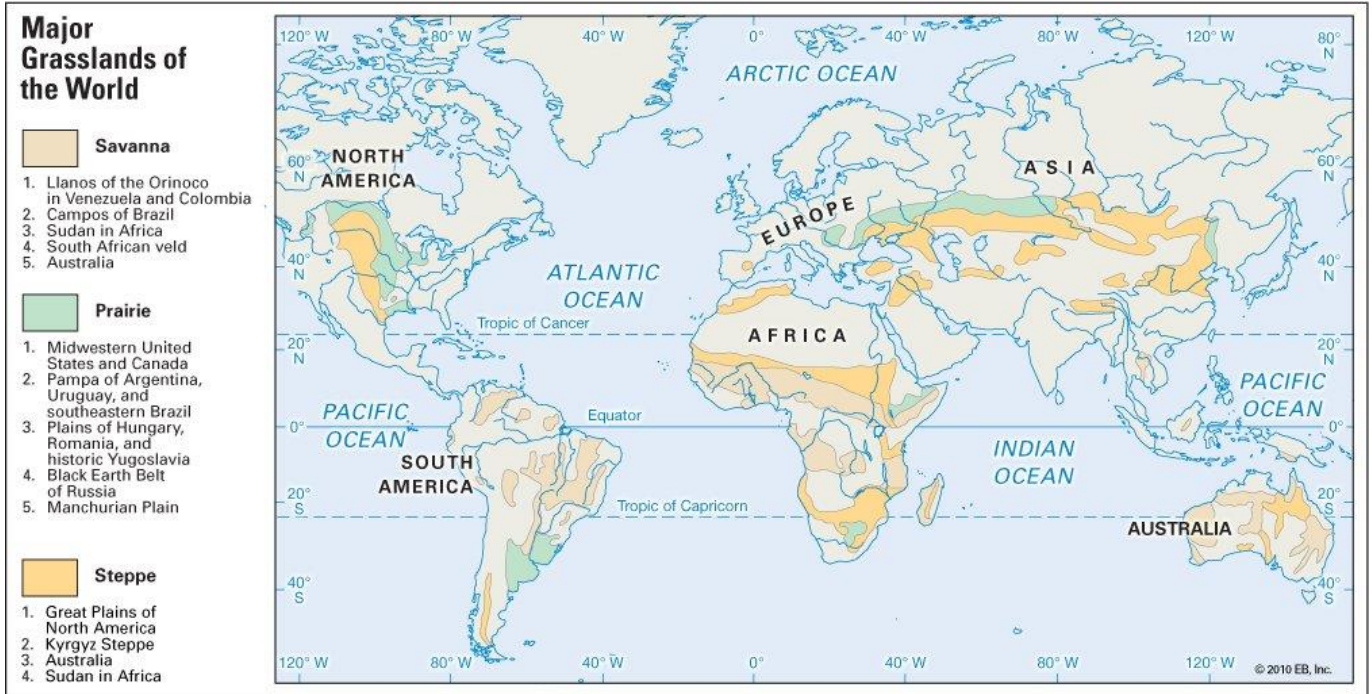 Major
Grasslands of
the World
Savanna
1. Llanos of the Orinoco
in Venezuela and Colombia
2. Campos of Brazil
3. Sudan in Africa
4. South African veld
5. Australia
Prairie
1. Midwestern United
States and Canada
2. Pampa of Argentina,
Uruguay, and
southeastern Brazil
3. Plains of Hungary,
Romania, and
historic Yugoslavia
4. Black Earth Belt
of Russia
5. Manchurian Plain
Steppe
1. Great Plains of
North America
2. Kyrgyz Steppe
3. Australia
4. Sudan in Africa
120° W 80° W 40° W 0° 40° W 80° W 120° W 80°
N
ARCTIC OCEAN
60°
N
NORTH
AMERICA
ASIA
60°
N
EUROPE
40°
N
ATLANTIC
OCEAN
40°
N
Tropic of Cancer
AFRICA
20°
N
20°
N
PACIFIC
OCEAN
PACIFIC
OCEAN
Equator
0°
0°
INDIAN
OCEAN
SOUTH
AMERICA
20°
S
Tropic of Capricorn
20°
S
AUSTRALIA
40°
S
40°
S
120° W 80° W 40° W 0° 40° W 80° W 120° W
© 2010 EB, Inc.